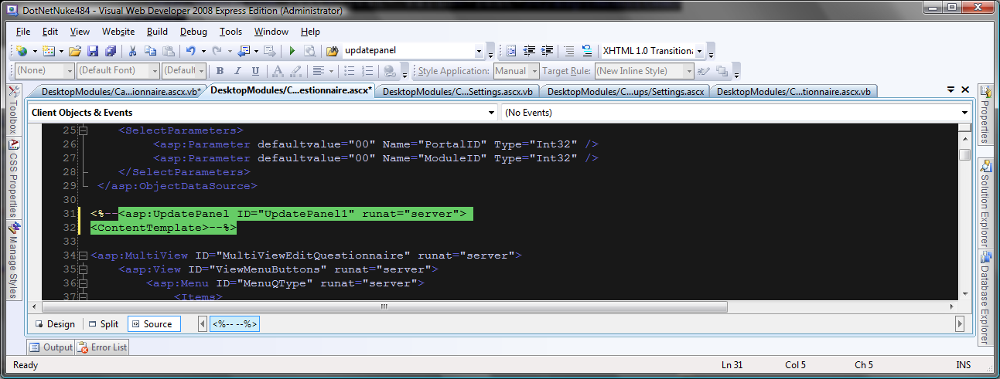 DotNetNuke484 - Visual Web Developer 2008 Express Edition (Administrator)
File Edit View Website Build Debug Tools Window Help
updatepanel XHTML 1.0 Transition
(None) (Default Font) (Default B I U A Style Application: Manual Target Rule: (New Inline Style)
DesktopModules/Ca...ionnaire.ascx.vb* DesktopModules/C...estionnaire.ascx* DesktopModules/C...Settings.ascx.vb DesktopModules/C...ups/Settings.ascx DesktopModules/C...tionnaire.ascx.vb
Client Objects & Events (No Events)
25 <SelectParameters>
26 <asp:Parameter defaultvalue="00" Name="PortalID" Type="Int32" />
27 <asp:Parameter defaultvalue="00" Name="ModuleID" Type="Int32" />
28 </SelectParameters>
29 </asp:ObjectDataSource>
30
31 <%--<asp:UpdatePanel ID="UpdatePanel1" runat="server">
32 <ContentTemplate>--%>
33
34 <asp:MultiView ID="MultiViewEditQuestionnaire" runat="server">
35 <asp:View ID="ViewMenuButtons" runat="server">
36 <asp:Menu ID="MenuQType" runat="server">
37 <Items>
Toolbox
CSS Properties
Manage Styles
Properties
Solution Explorer
Database Explorer
Design Split Source <%-- --%>
Output Error List
Ready Ln 31 Col 5 Ch 5 INS